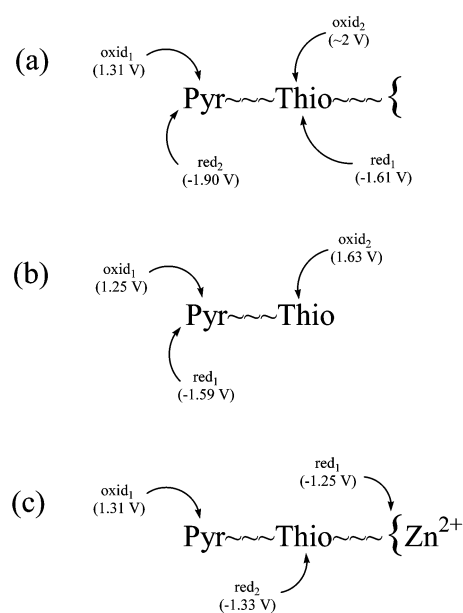 (a)
oxid1
(1.31 V)
oxid2
(~2 V)
Pyr~~~Thio~~~{
red2
(-1.90 V)
red1
(-1.61 V)
(b)
oxid1
(1.25 V)
oxid2
(1.63 V)
Pyr~~~Thio
red1
(-1.59 V)
(c)
oxid1
(1.31 V)
red1
(-1.25 V)
Pyr~~~Thio~~~{Zn2+
red2
(-1.33 V)